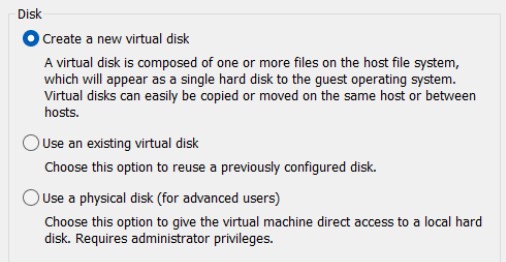 Disk
Create a new virtual disk
A virtual disk is composed of one or more files on the host file system,
which will appear as a single hard disk to the guest operating system.
Virtual disks can easily be copied or moved on the same host or between
hosts.
Use an existing virtual disk
Choose this option to reuse a previously configured disk.
Use a physical disk (for advanced users)
Choose this option to give the virtual machine direct access to a local hard
disk. Requires administrator privileges.